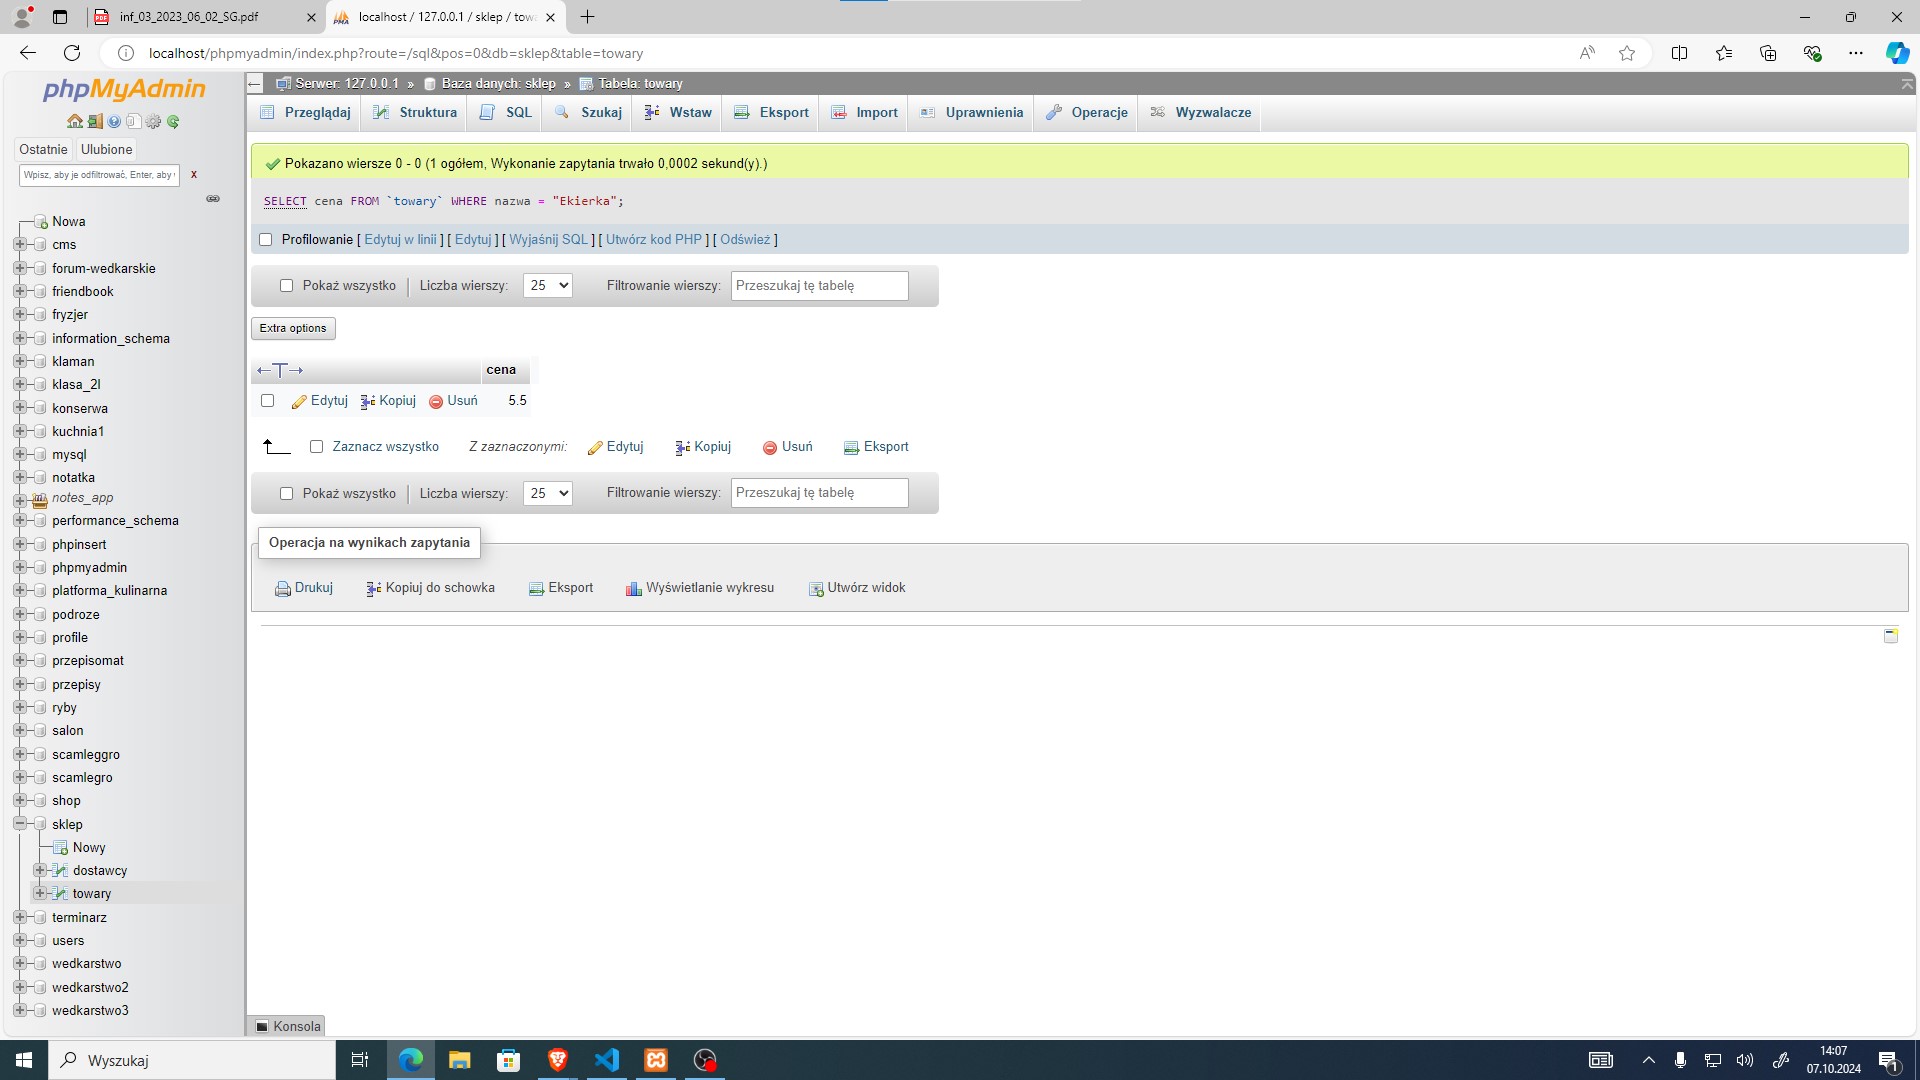 inf_03_2023_06_02_SG.pdf
localhost / 127.0.0.1 / sklep / towa
localhost/phpmyadmin/index.php?route=/sql&pos=0&db=sklep&table=towary
phpMyAdmin
Ostatnie Ulubione
Wpisz, aby je odfiltrować, Enter, aby x
Nowa
cms
forum-wedkarskie
friendbook
fryzjer
information_schema
klaman
klasa_2l
konserwa
kuchnia1
mysql
notatka
notes_app
performance_schema
phpinsert
phpmyadmin
platforma_kulinarna
podroze
profile
przepisomat
przepisy
ryby
salon
scamleggro
scamlegro
shop
sklep
Nowy
dostawcy
towary
terminarz
users
wedkarstwo
wedkarstwo2
wedkarstwo3
Serwer: 127.0.0.1 » Baza danych: sklep » Tabela: towary
Przeglądaj Struktura SQL Szukaj Wstaw Eksport Import Uprawnienia Operacje Wyzwalacze
Pokazano wiersze 0 - 0 (1 ogółem, Wykonanie zapytania trwało 0,0002 sekund(y).)
SELECT cena FROM `towary` WHERE nazwa = "Ekierka";
Profilowanie [ Edytuj w linii ] [ Edytuj ] [ Wyjaśnij SQL ] [ Utwórz kod PHP ] [ Odśwież ]
Pokaż wszystko Liczba wierszy: 25 Filtrowanie wierszy: Przeszukaj tę tabelę
Extra options
←T→ cena
Edytuj Kopiuj Usuń 5.5
Zaznacz wszystko Z zaznaczonymi: Edytuj Kopiuj Usuń Eksport
Pokaż wszystko Liczba wierszy: 25 Filtrowanie wierszy: Przeszukaj tę tabelę
Operacja na wynikach zapytania
Drukuj Kopiuj do schowka Eksport Wyświetlanie wykresu Utwórz widok
Konsola
Wyszukaj
14:07
07.10.2024
1